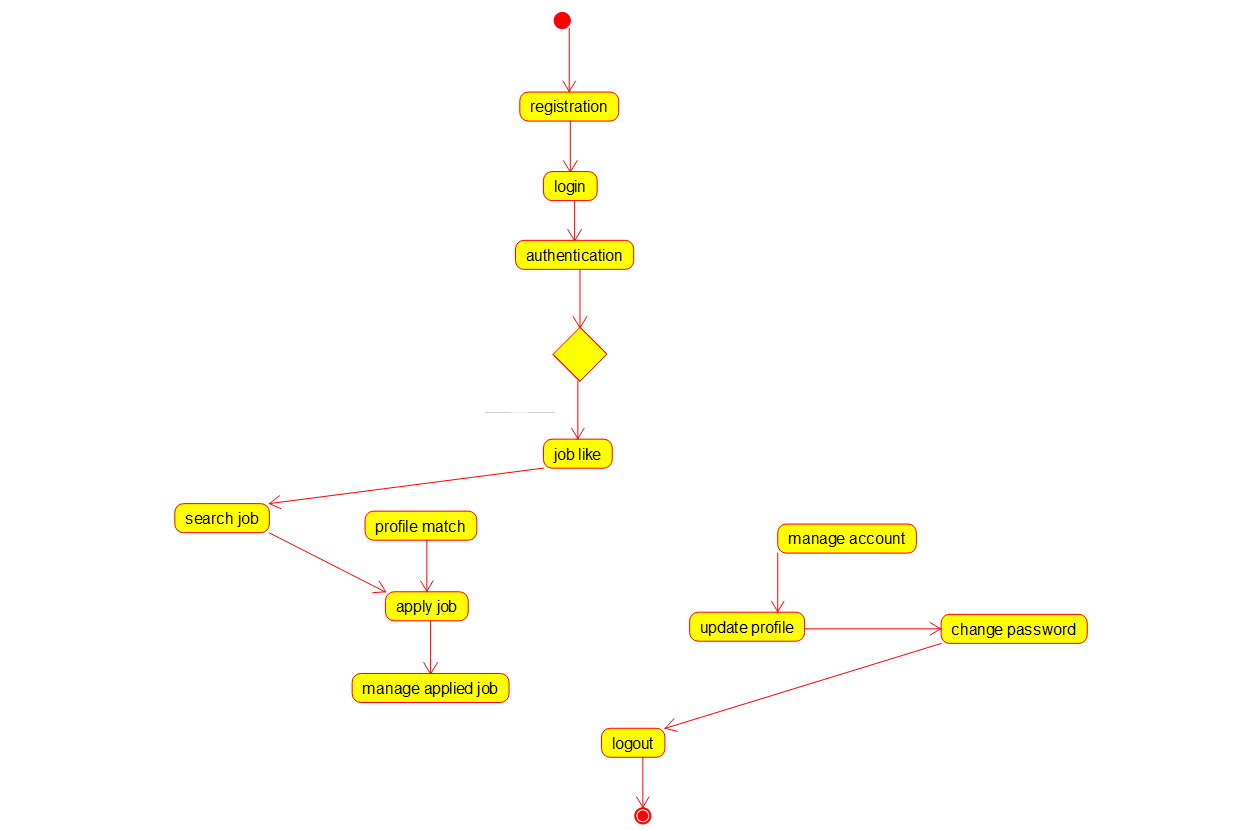 registration
login
authentication
job like
search job
profile match
manage account
apply job
update profile
change password
manage applied job
logout